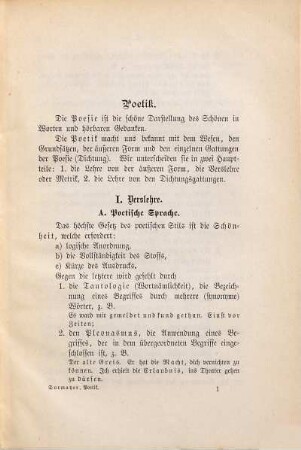 Poetik.
Die Poesie ist die schöne Darstellung des Schönen in
Worten und hörbaren Gedanken.
Die Poetik macht uns bekannt mit dem Wesen, den
Grundsätzen, der äußeren Form und den einzelnen Gattungen
der Poesie (Dichtung). Wir unterscheiden sie in zwei Haupt-
teile: 1. die Lehre von der äußeren Form, die Verslehre
oder Metrik, 2. die Lehre von den Dichtungsgattungen.
I. Verslehre.
A. Poetische Sprache.
Das höchste Gesetz des poetischen Stils ist die Schön-
heit, welche erfordert:
a) logische Anordnung,
b) die Vollständigkeit des Stoffs,
c) Kürze des Ausdrucks.
Gegen die letztere wird gefehlt durch
1. die Tautologie (Wortähnlichkeit), die Bezeich-
nung eines Begriffes durch mehrere (synonyme)
Wörter, z. B.
Es ward mir gemeldet und kund gethan. Einst vor
Zeiten;
2. den Pleonasmus, die Anwendung eines Be-
griffes, der in dem übergeordneten Begriffe einge-
schlossen ist, z. B.
Der alte Greis. Er hat die Macht, dich vernichten zu
können. Ich erhielt die Erlaubnis, ins Theater gehen
zu dürfen.
Dormayer, Poetik. 1